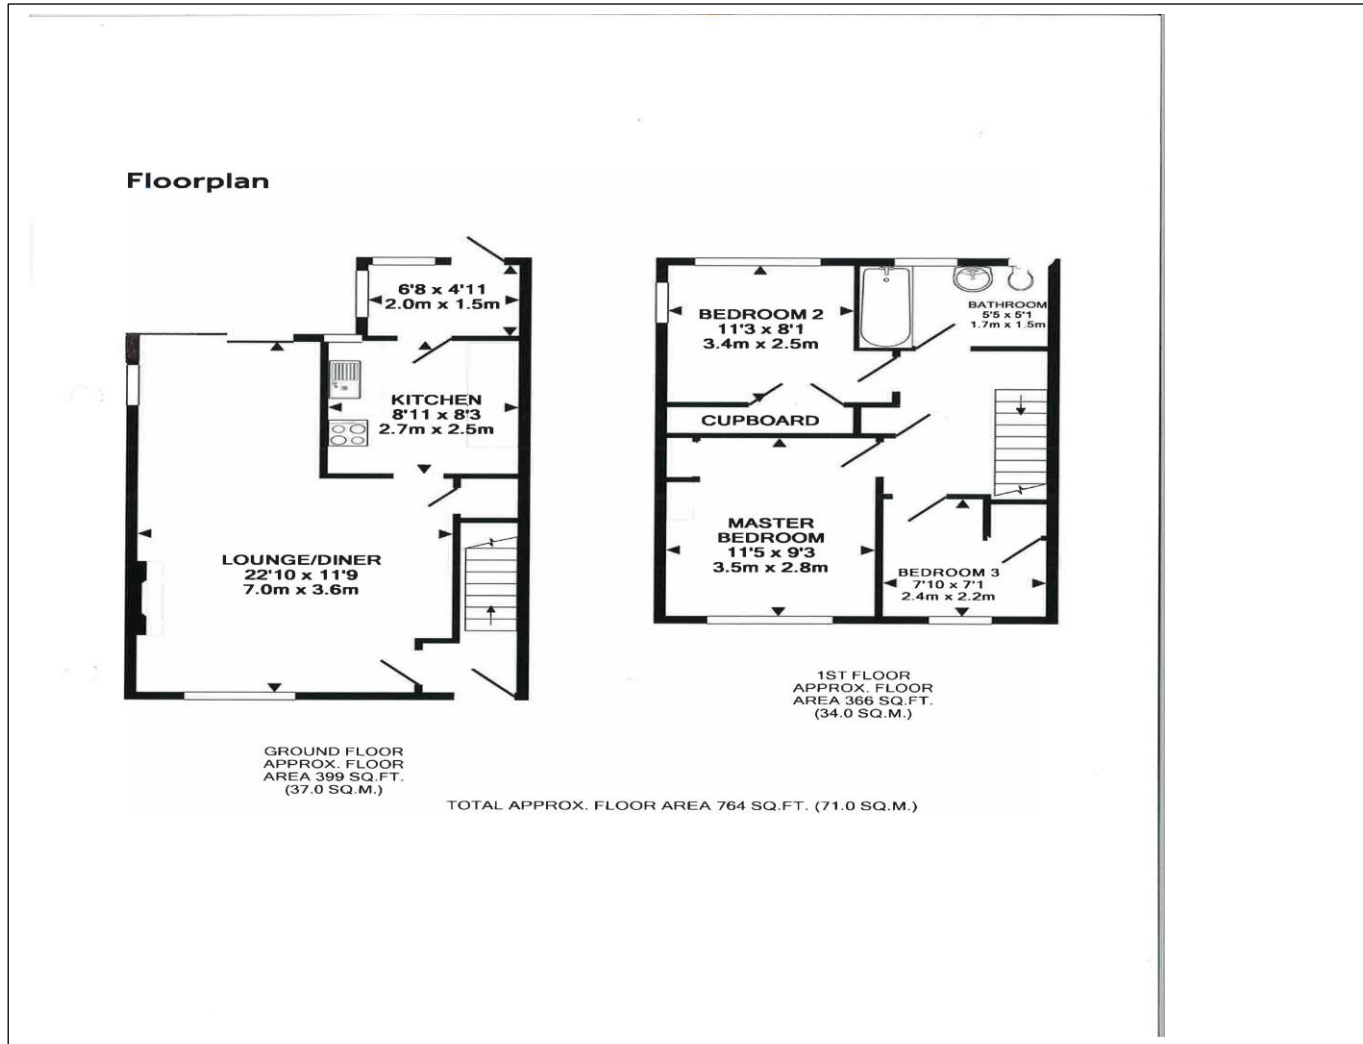 Floorplan
6'8 x 4'11
2.0m x 1.5m
KITCHEN
8'11 x 8'3
2.7m x 2.5m
LOUNGE/DINER
22'10 x 11'9
7.0m x 3.6m
GROUND FLOOR
APPROX. FLOOR
AREA 399 SQ.FT.
(37.0 SQ.M.)
BEDROOM 2
11'3 x 8'1
3.4m x 2.5m
BATHROOM
5'5 x 5'1
1.7m x 1.5m
CUPBOARD
MASTER
BEDROOM
11'5 x 9'3
3.5m x 2.8m
BEDROOM 3
7'10 x 7'1
2.4m x 2.2m
1ST FLOOR
APPROX. FLOOR
AREA 366 SQ.FT.
(34.0 SQ.M.)
TOTAL APPROX. FLOOR AREA 764 SQ.FT. (71.0 SQ.M.)